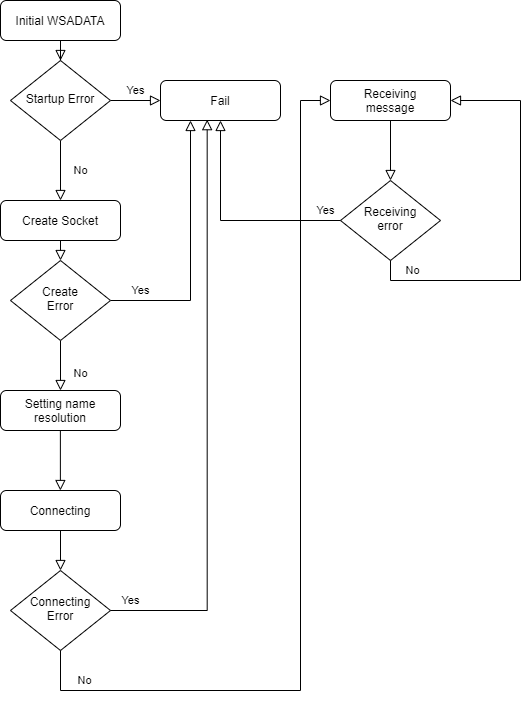 Initial WSADATA
Startup Error
Yes
Fail
Receiving
message
No
Create Socket
Yes
Receiving
error
No
Create
Error
Yes
No
Setting name
resolution
Connecting
Connecting
Error
Yes
No